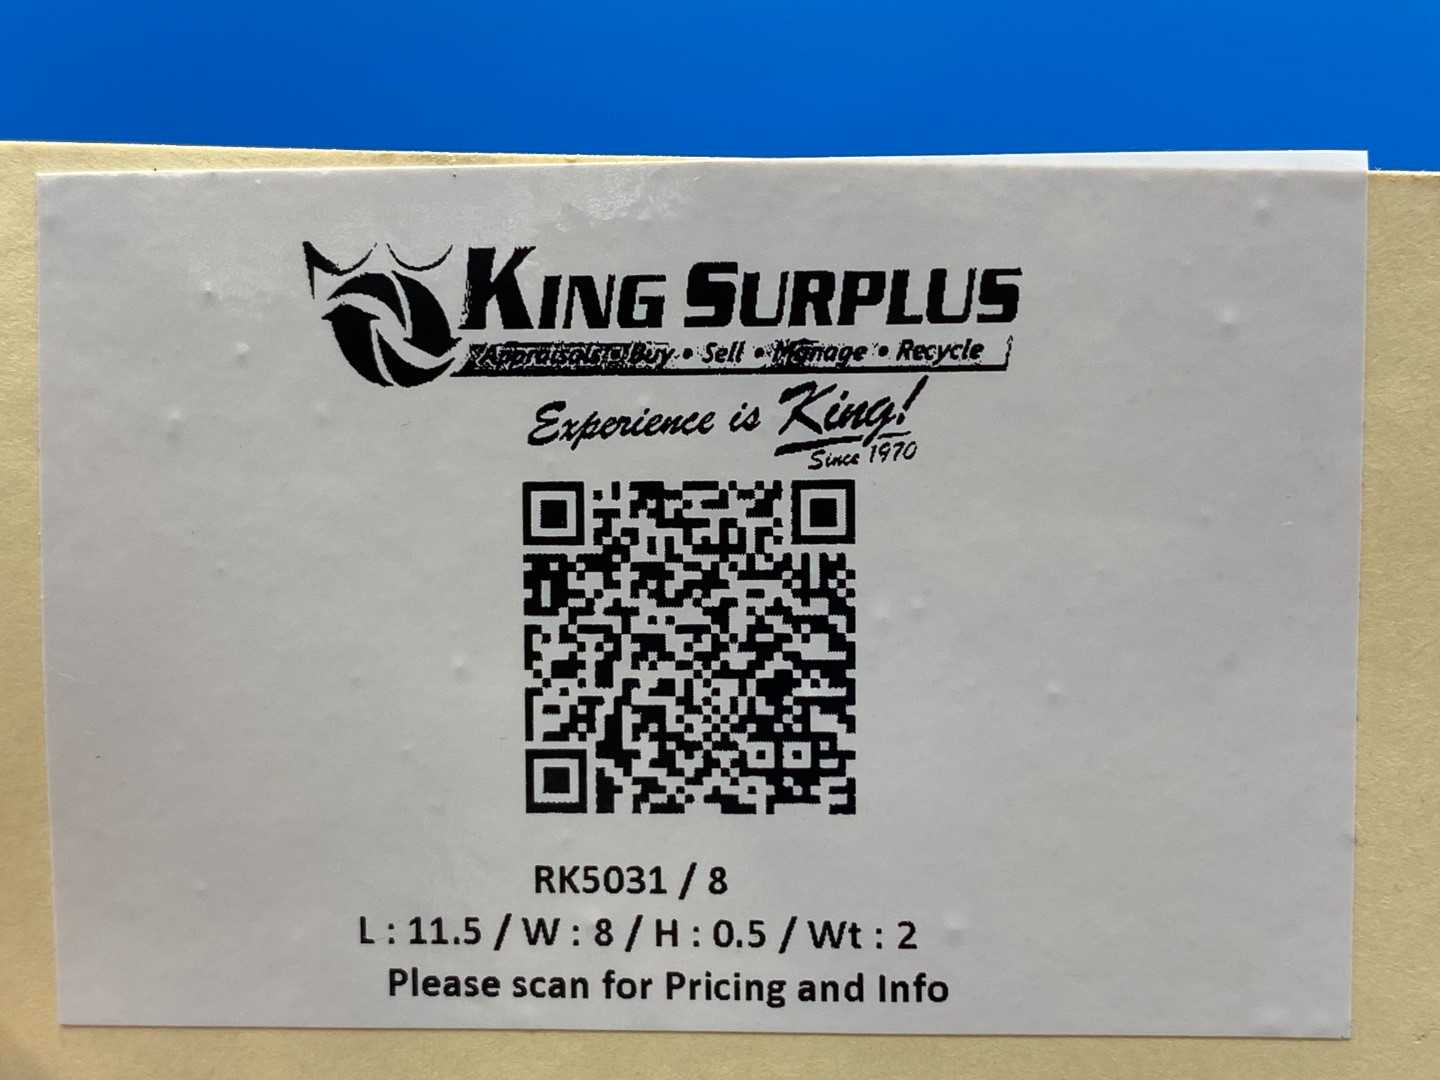 KING SURPLUS
Appraisals • Buy • Sell • Manage • Recycle
Experience is King!
Since 1970
RK5031 / 8
L : 11.5 / W : 8 / H : 0.5 / Wt : 2
Please scan for Pricing and Info